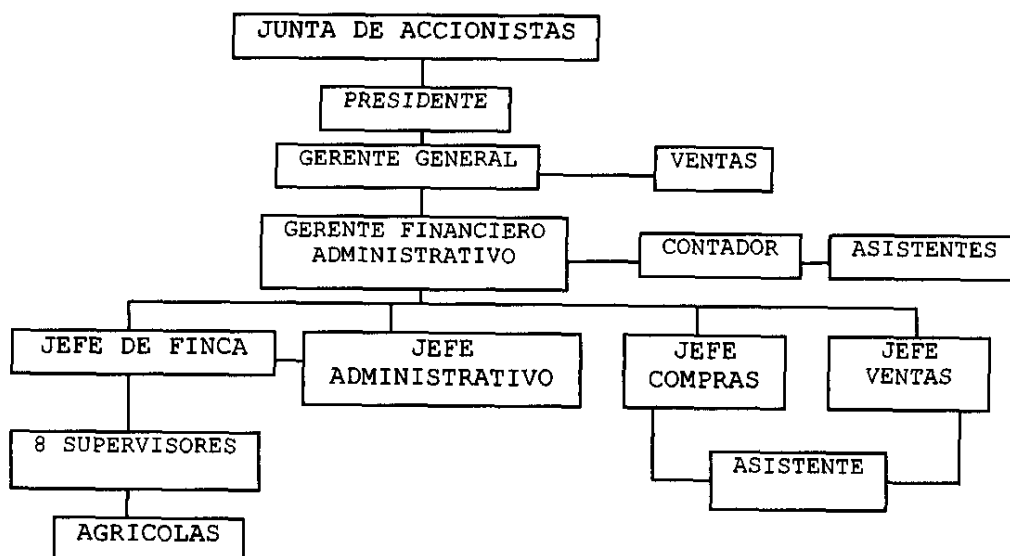 JUNTA DE ACCIONISTAS
PRESIDENTE
GERENTE GENERAL
VENTAS
GERENTE FINANCIERO
ADMINISTRATIVO
CONTADOR
ASISTENTES
JEFE DE FINCA
JEFE
ADMINISTRATIVO
JEFE
COMPRAS
JEFE
VENTAS
8 SUPERVISORES
ASISTENTE
AGRICOLAS